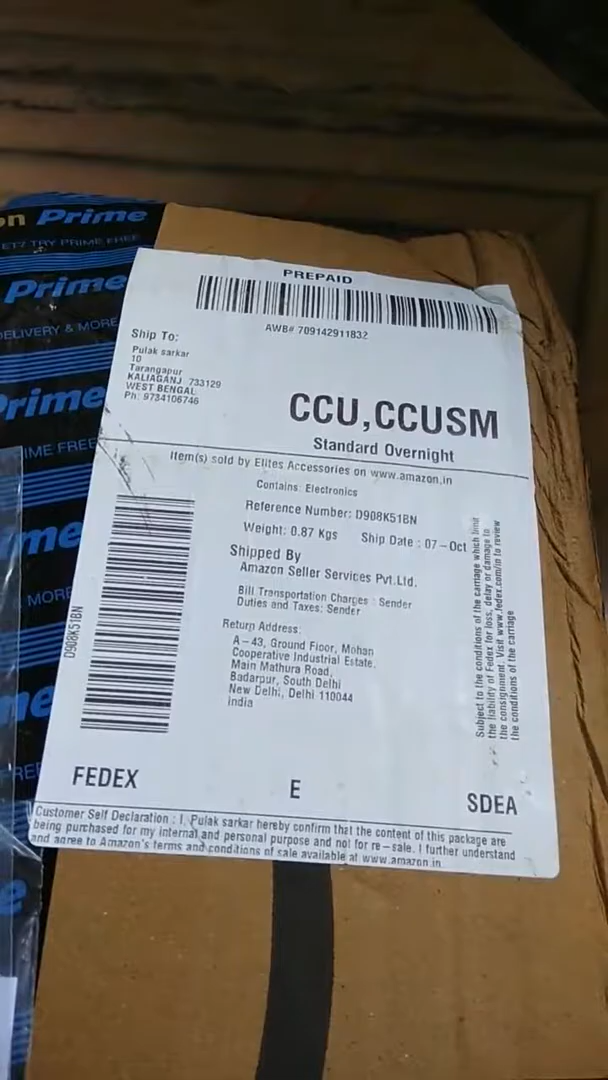 on Prime
ET? TRY PRIME FREE
Prime
DELIVERY & MORE
Prime
IME FREE
me
MORE
me
FREE
e
PREPAID
AWB# 709142911832
Ship To:
Pulak sarkar
10
Tarangapur
KALIAGANJ 733129
WEST BENGAL
Ph: 9734106746
CCU,CCUSM
Standard Overnight
Item(s) sold by Elites Accessories on www.amazon.in
Contains: Electronics
Reference Number: D908K51BN
Weight: 0.87 Kgs Ship Date : 07-Oct
Shipped By
Amazon Seller Services Pvt.Ltd.
Bill Transportation Charges : Sender
Duties and Taxes: Sender
Return Address:
A-43, Ground Floor, Mohan
Cooperative Industrial Estate,
Main Mathura Road,
Badarpur, South Delhi
New Delhi, Delhi 110044
India
D908K51BN
Subject to the conditions of the carriage which limit
the liability of Fedex for loss, delay or damage to
the consignment. Visit www.fedex.com/in to review
the conditions of the carriage
FEDEX E SDEA
Customer Self Declaration : I, Pulak sarkar hereby confirm that the content of this package are
being purchased for my internal and personal purpose and not for re-sale. I further understand
and agree to Amazon's terms and conditions of sale available at www.amazon.in